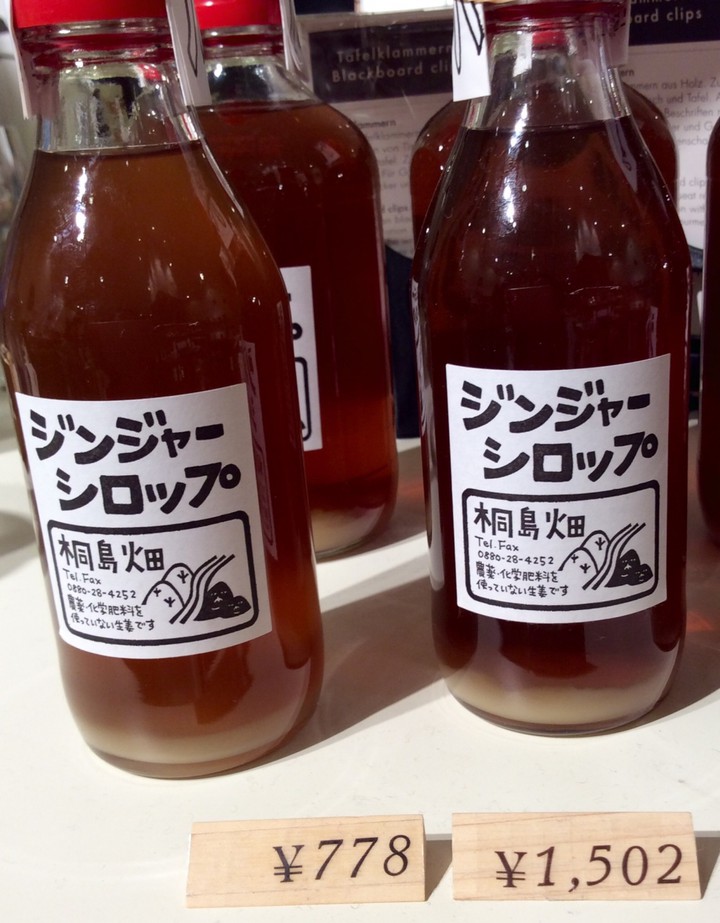 Tafelklammern
Blackboard cli
board clips
ジンジャー
シロップ
桐島畑
Tel.Fax
0880-28-4252
農薬・化学肥料を
使っていない生姜です
ジンジャー
シロップ
桐島畑
Tel.Fax
0880-28-4252
農薬・化学肥料を
使っていない生姜です
¥778
¥1,502